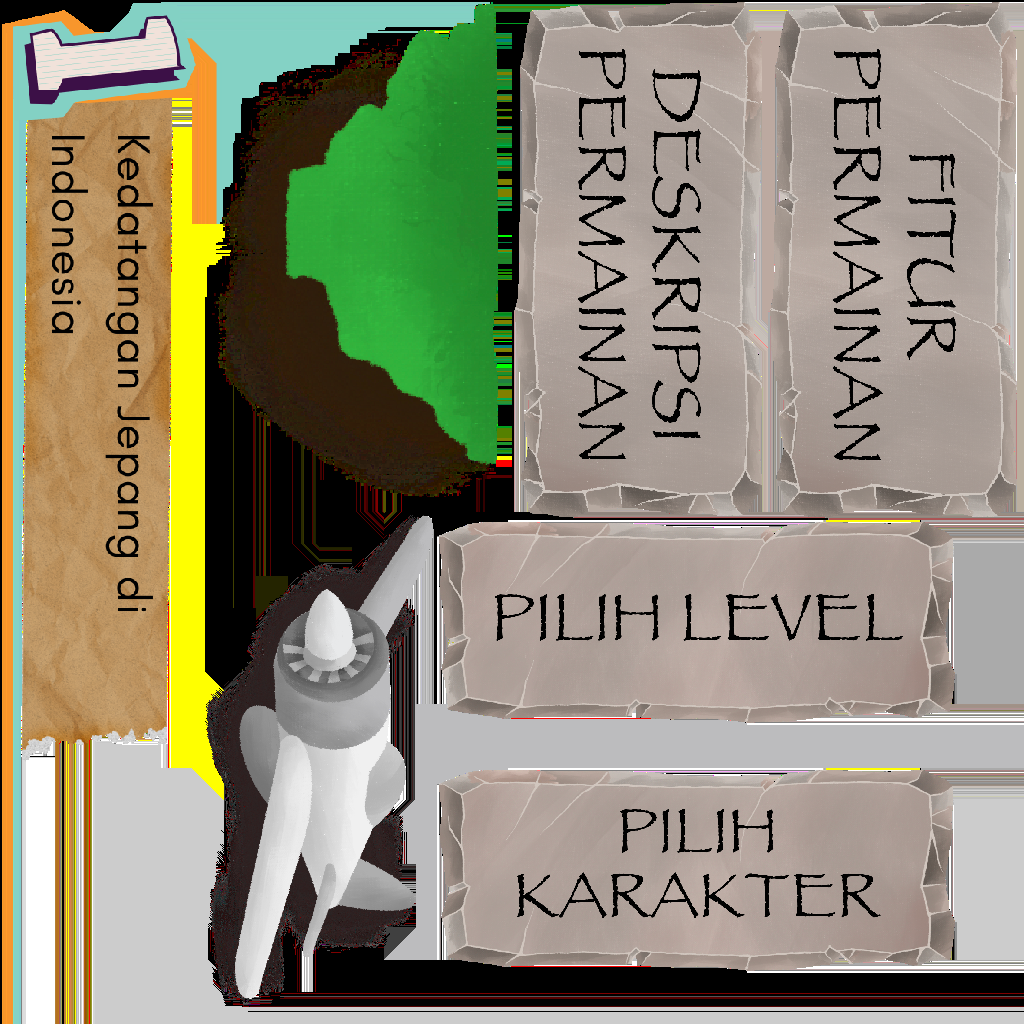 Kedatangan Jepang di
Indonesia
DESKRIPSI
PERMAINAN
FITUR
PERMAINAN
PILIH LEVEL
PILIH
KARAKTER